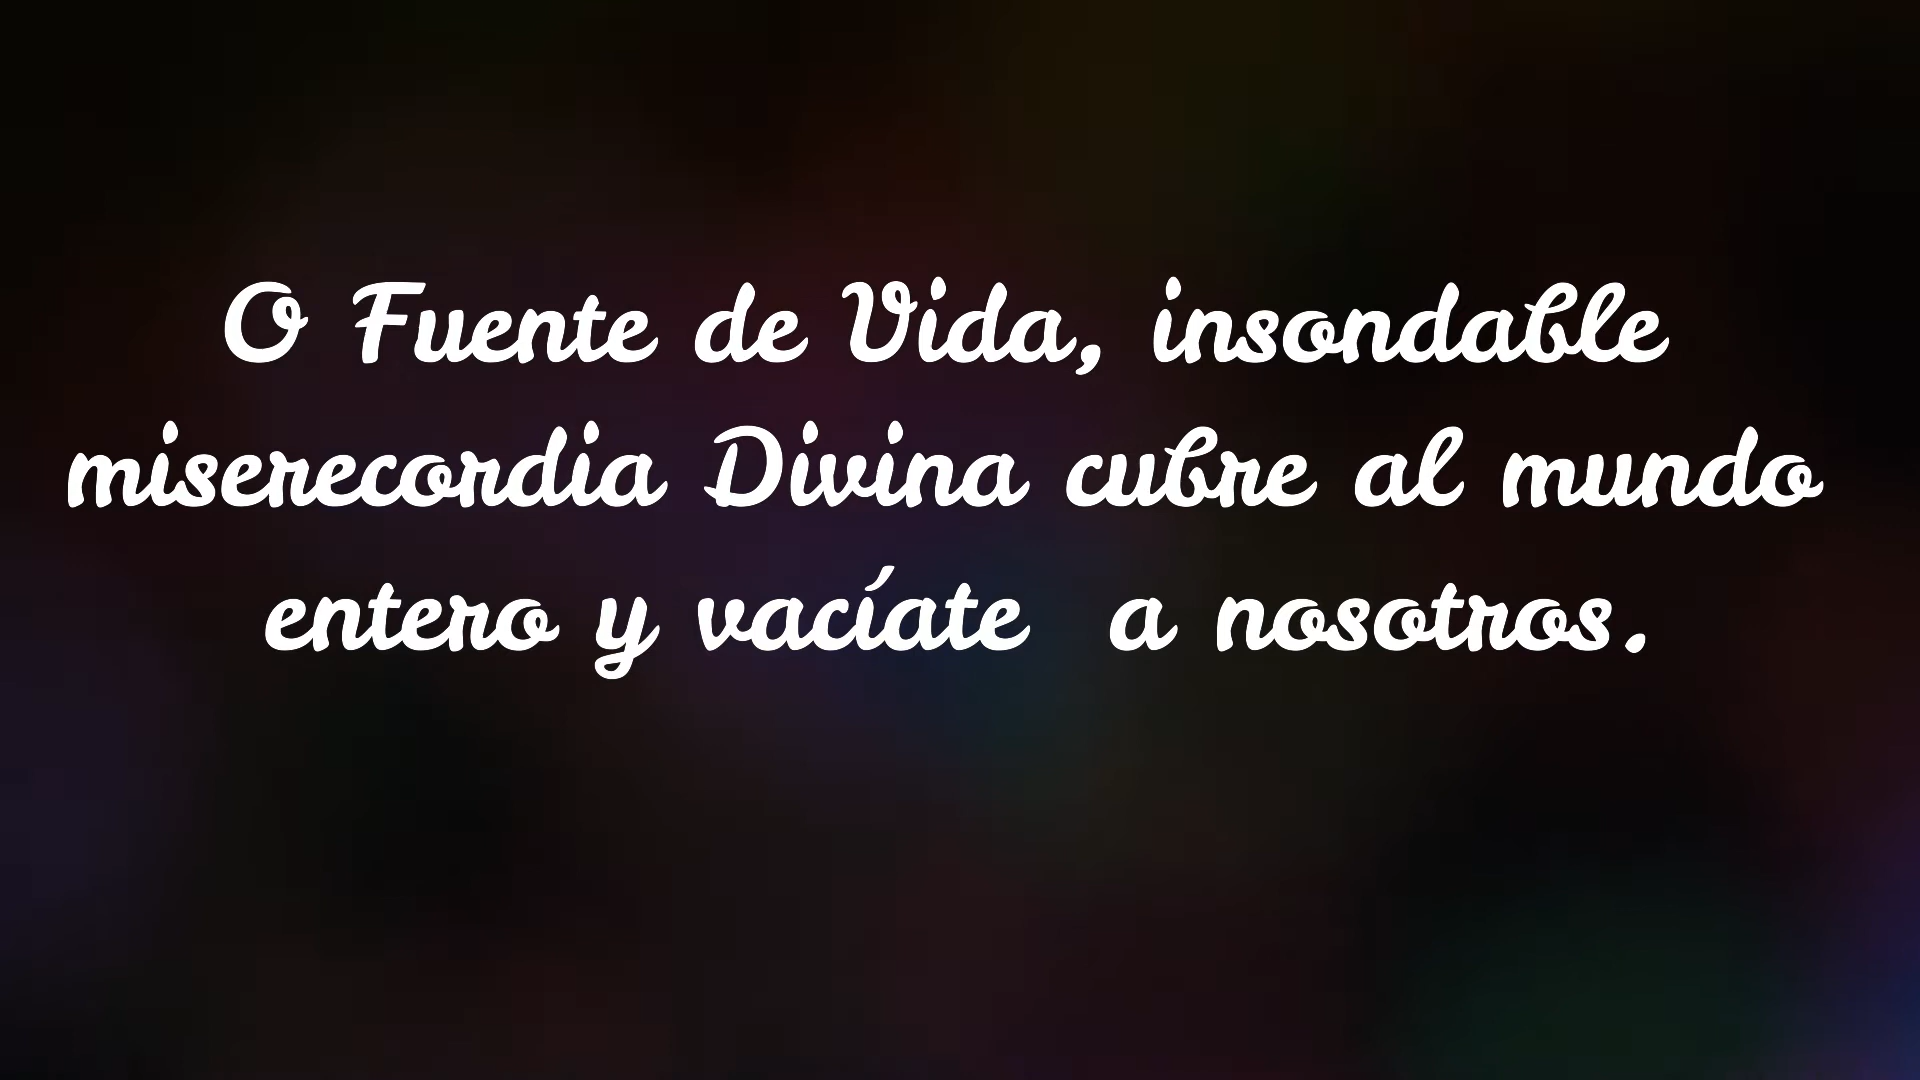 O Fuente de Vida, insondable
miserecordia Divina cubre al mundo
entero y vacíate  a nosotros.